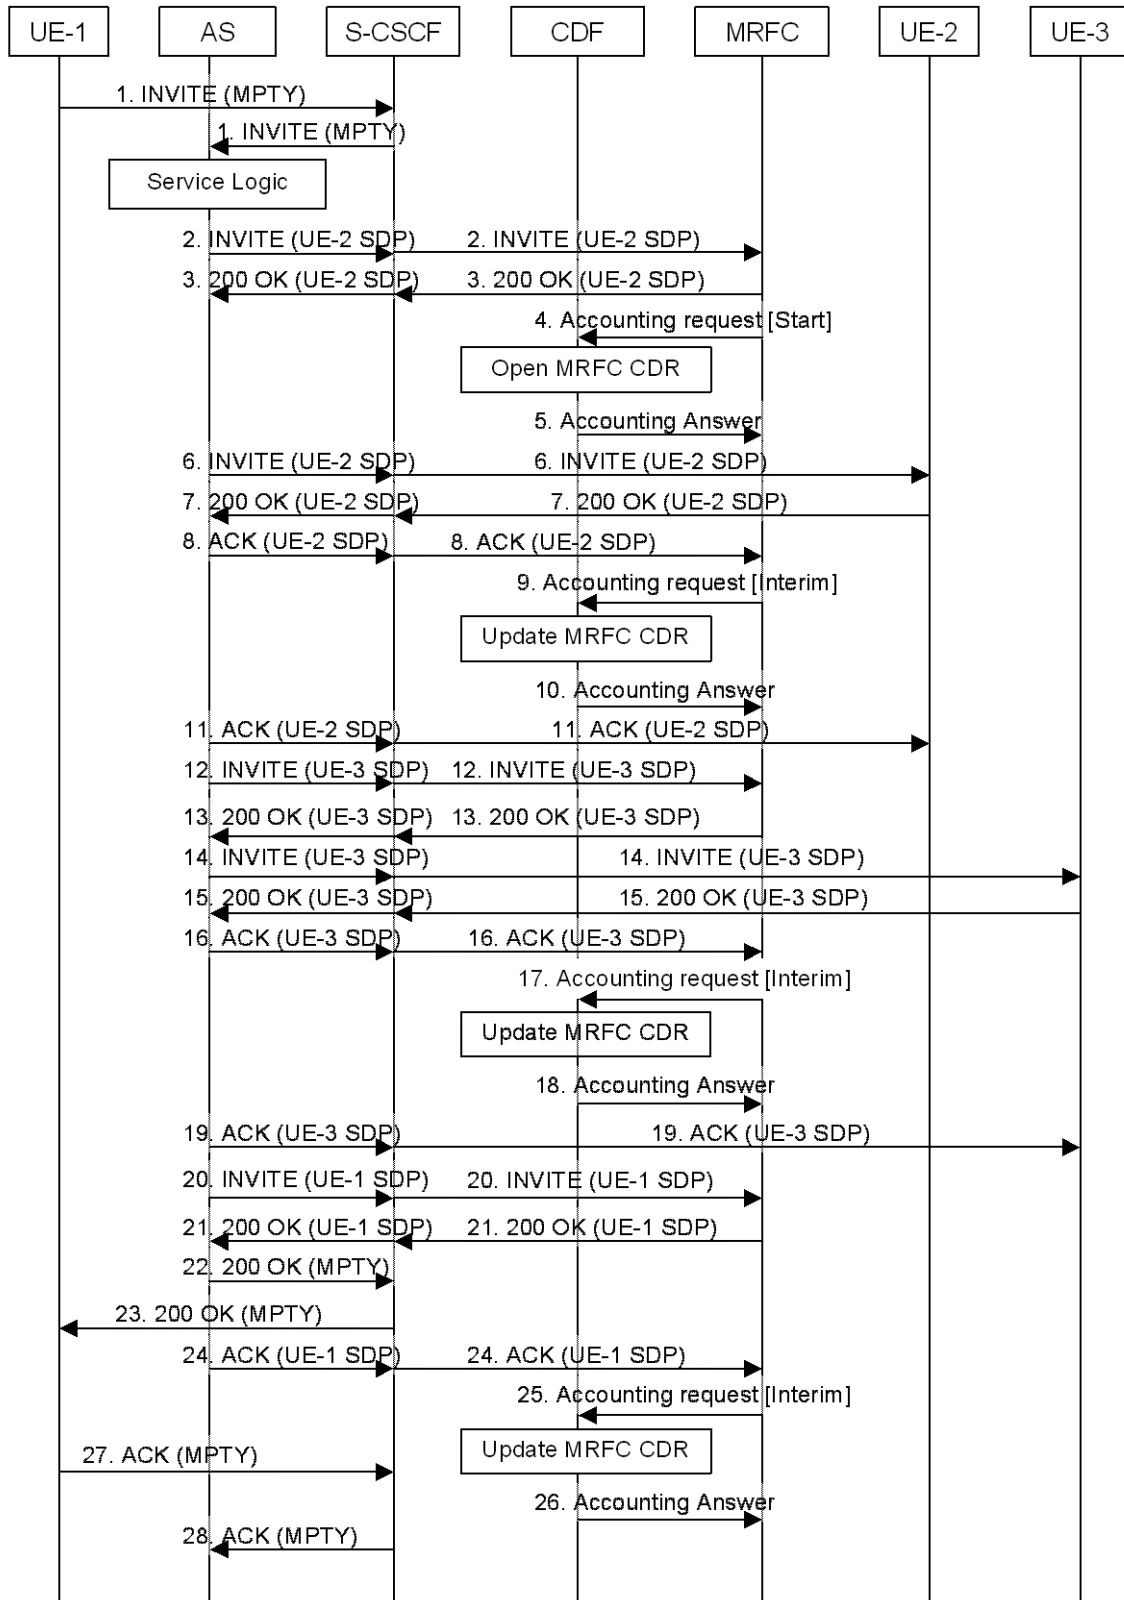 UE-1 AS S-CSCF CDF MRFC UE-2 UE-3
1. INVITE (MPTY)
1. INVITE (MPTY)
Service Logic
2. INVITE (UE-2 SDP) 2. INVITE (UE-2 SDP)
3. 200 OK (UE-2 SDP) 3. 200 OK (UE-2 SDP)
4. Accounting request [Start]
Open MRFC CDR
5. Accounting Answer
6. INVITE (UE-2 SDP) 6. INVITE (UE-2 SDP)
7. 200 OK (UE-2 SDP) 7. 200 OK (UE-2 SDP)
8. ACK (UE-2 SDP) 8. ACK (UE-2 SDP)
9. Accounting request [Interim]
Update MRFC CDR
10. Accounting Answer
11. ACK (UE-2 SDP) 11. ACK (UE-2 SDP)
12. INVITE (UE-3 SDP) 12. INVITE (UE-3 SDP)
13. 200 OK (UE-3 SDP) 13. 200 OK (UE-3 SDP)
14. INVITE (UE-3 SDP) 14. INVITE (UE-3 SDP)
15. 200 OK (UE-3 SDP) 15. 200 OK (UE-3 SDP)
16. ACK (UE-3 SDP) 16. ACK (UE-3 SDP)
17. Accounting request [Interim]
Update MRFC CDR
18. Accounting Answer
19. ACK (UE-3 SDP) 19. ACK (UE-3 SDP)
20. INVITE (UE-1 SDP) 20. INVITE (UE-1 SDP)
21. 200 OK (UE-1 SDP) 21. 200 OK (UE-1 SDP)
22. 200 OK (MPTY)
23. 200 OK (MPTY)
24. ACK (UE-1 SDP) 24. ACK (UE-1 SDP)
25. Accounting request [Interim]
Update MRFC CDR
27. ACK (MPTY)
26. Accounting Answer
28. ACK (MPTY)